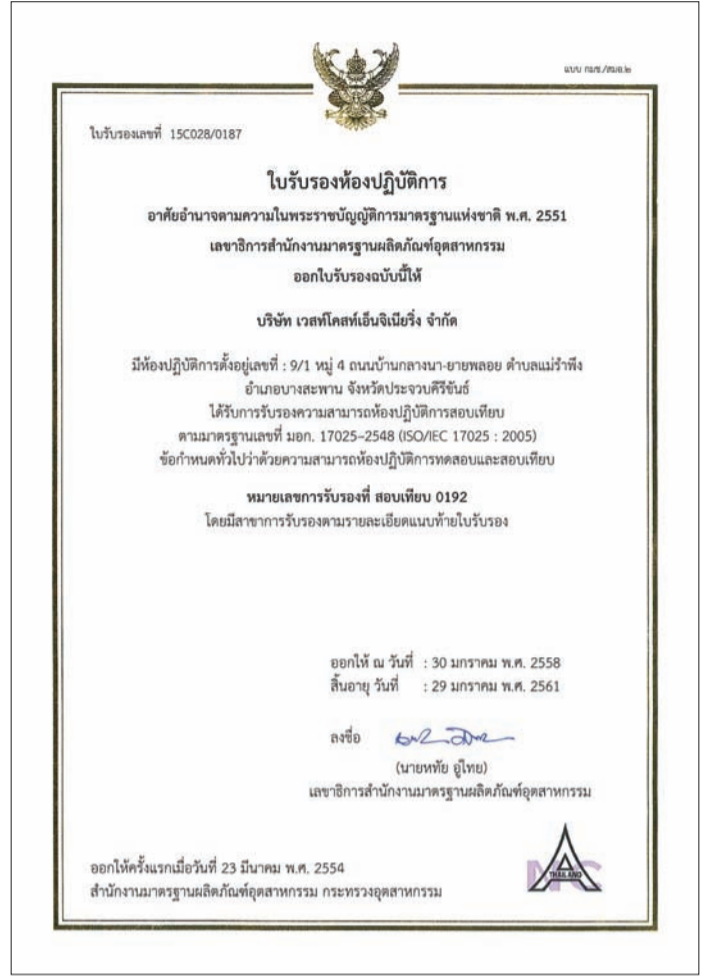 แบบ กมช./สมอ.๒
ใบรับรองเลขที่ 15C028/0187
ใบรับรองห้องปฏิบัติการ
อาศัยอำนาจตามความในพระราชบัญญัติการมาตรฐานแห่งชาติ พ.ศ. 2551
เลขาธิการสำนักงานมาตรฐานผลิตภัณฑ์อุตสาหกรรม
ออกใบรับรองฉบับนี้ให้
บริษัท เวสท์โคสท์เอ็นจิเนียริ่ง จำกัด
มีห้องปฏิบัติการตั้งอยู่เลขที่ : 9/1 หมู่ 4 ถนนบ้านกลางนา-ยายพลอย ตำบลแม่รำพึง
อำเภอบางสะพาน จังหวัดประจวบคีรีขันธ์
ได้รับการรับรองความสามารถห้องปฏิบัติการสอบเทียบ
ตามมาตรฐานเลขที่ มอก. 17025–2548 (ISO/IEC 17025 : 2005)
ข้อกำหนดทั่วไปว่าด้วยความสามารถห้องปฏิบัติการทดสอบและสอบเทียบ
หมายเลขการรับรองที่ สอบเทียบ 0192
โดยมีสาขาการรับรองตามรายละเอียดแนบท้ายใบรับรอง
ออกให้ ณ วันที่ : 30 มกราคม พ.ศ. 2558
สิ้นอายุ วันที่ : 29 มกราคม พ.ศ. 2561
ลงชื่อ
(นายหทัย อู่ไทย)
เลขาธิการสำนักงานมาตรฐานผลิตภัณฑ์อุตสาหกรรม
ออกให้ครั้งแรกเมื่อวันที่ 23 มีนาคม พ.ศ. 2554
สำนักงานมาตรฐานผลิตภัณฑ์อุตสาหกรรม กระทรวงอุตสาหกรรม
NAC
THAILAND